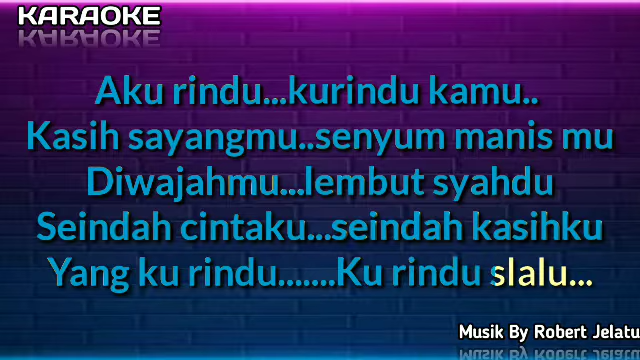 KARAOKE
Aku rindu...kurindu kamu..
Kasih sayangmu..senyum manis mu
Diwajahmu...lembut syahdu
Seindah cintaku...seindah kasihku
Yang ku rindu.......Ku rindu slalu...
Musik By Robert Jelatu